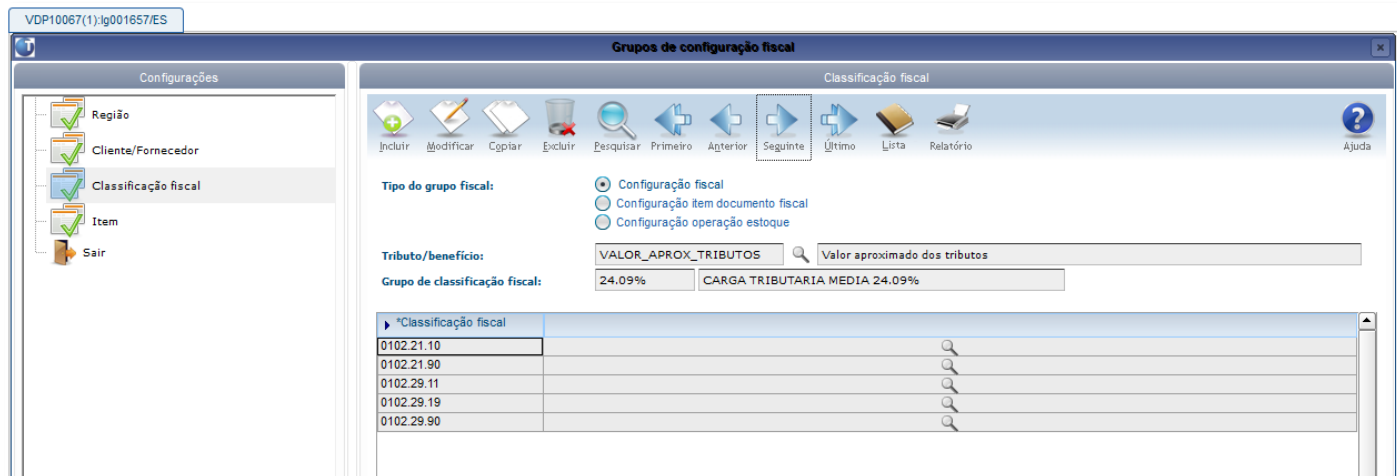 VDP10067(1):lg001657/ES
Grupos de configuração fiscal
Configurações
Região
Cliente/Fornecedor
Classificação fiscal
Item
Sair
Classificação fiscal
Incluir Modificar Copiar Excluir Pesquisar Primeiro Anterior Seguinte Último Lista Relatório Ajuda
Tipo do grupo fiscal:
Configuração fiscal
Configuração item documento fiscal
Configuração operação estoque
Tributo/benefício: VALOR_APROX_TRIBUTOS Valor aproximado dos tributos
Grupo de classificação fiscal: 24.09% CARGA TRIBUTARIA MEDIA 24.09%
*Classificação fiscal
0102.21.10
0102.21.90
0102.29.11
0102.29.19
0102.29.90